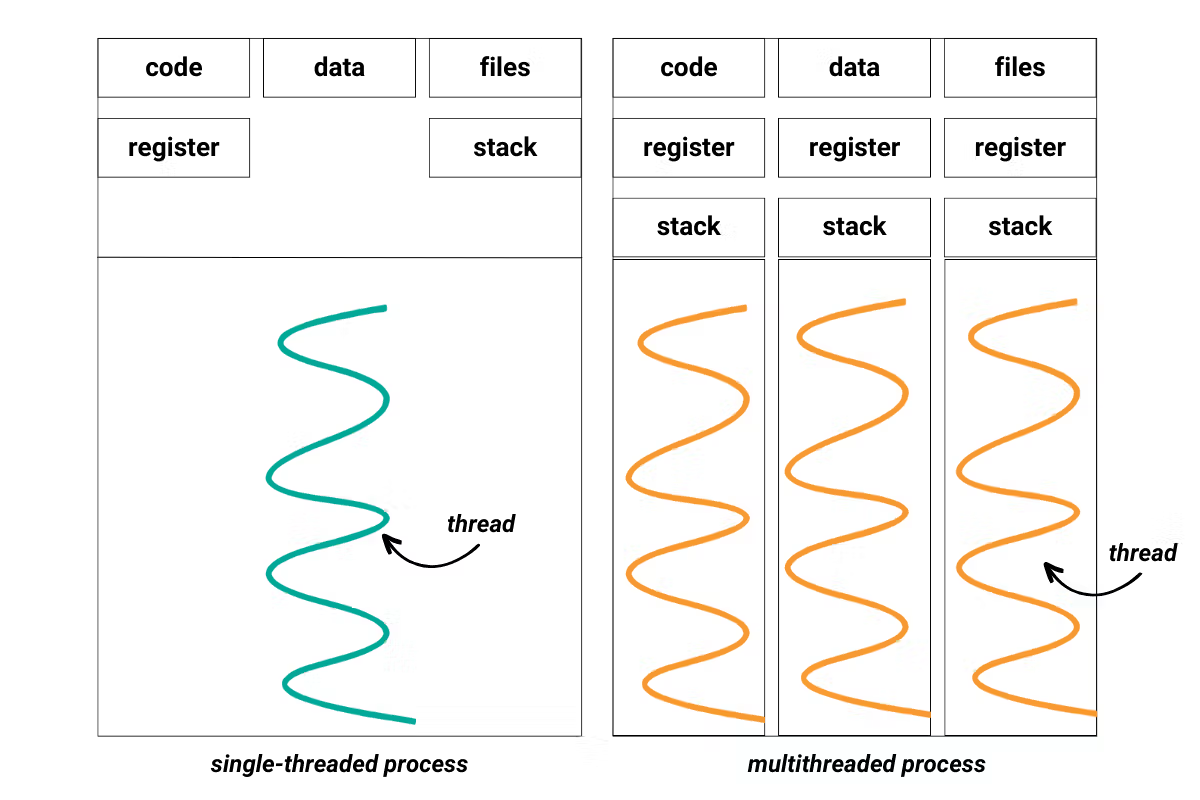 code
data
files
register
stack
thread
single-threaded process
code
data
files
register
register
register
stack
stack
stack
thread
multithreaded process